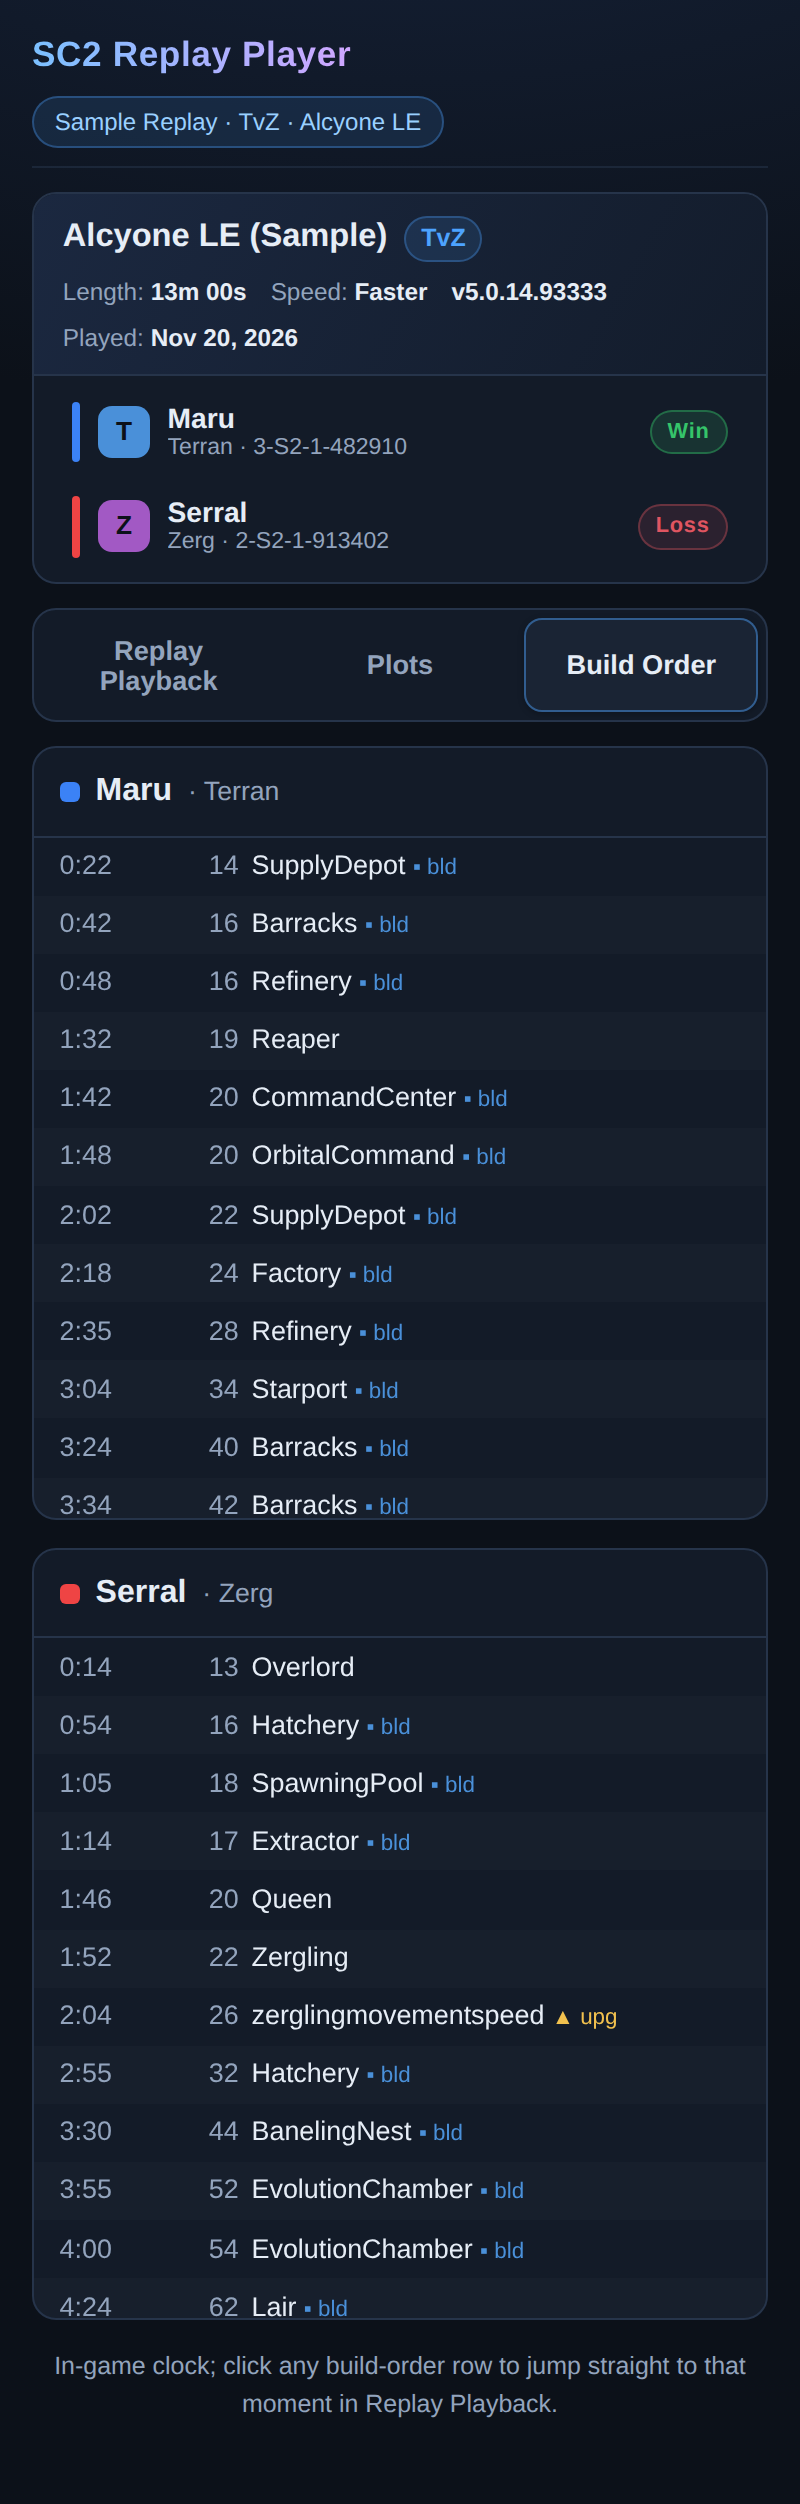 SC2 Replay Player
Sample Replay · TvZ · Alcyone LE
Alcyone LE (Sample) TvZ
Length: 13m 00s Speed: Faster v5.0.14.93333
Played: Nov 20, 2026
T Maru Win
Terran · 3-S2-1-482910
Z Serral Loss
Zerg · 2-S2-1-913402
Replay
Playback
Plots
Build Order
Maru · Terran
0:22 14 SupplyDepot ▪ bld
0:42 16 Barracks ▪ bld
0:48 16 Refinery ▪ bld
1:32 19 Reaper
1:42 20 CommandCenter ▪ bld
1:48 20 OrbitalCommand ▪ bld
2:02 22 SupplyDepot ▪ bld
2:18 24 Factory ▪ bld
2:35 28 Refinery ▪ bld
3:04 34 Starport ▪ bld
3:24 40 Barracks ▪ bld
3:34 42 Barracks ▪ bld
Serral · Zerg
0:14 13 Overlord
0:54 16 Hatchery ▪ bld
1:05 18 SpawningPool ▪ bld
1:14 17 Extractor ▪ bld
1:46 20 Queen
1:52 22 Zergling
2:04 26 zerglingmovementspeed ▲ upg
2:55 32 Hatchery ▪ bld
3:30 44 BanelingNest ▪ bld
3:55 52 EvolutionChamber ▪ bld
4:00 54 EvolutionChamber ▪ bld
4:24 62 Lair ▪ bld
In-game clock; click any build-order row to jump straight to that
moment in Replay Playback.